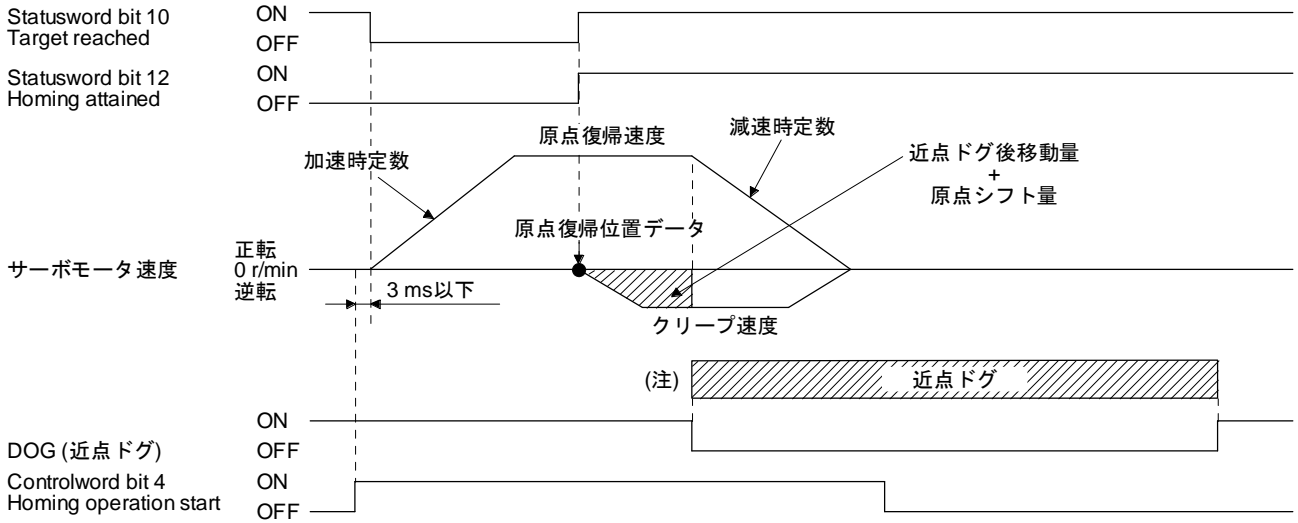 Statusword bit 10
Target reached
ON
OFF
Statusword bit 12
Homing attained
ON
OFF
原点復帰速度
減速時定数
加速時定数
近点ドグ後移動量
+
原点シフト量
原点復帰位置データ
サーボモータ速度
正転
0 r/min
逆転
3 ms以下
クリープ速度
(注)
近点ドグ
ON
DOG (近点ドグ)
OFF
Controlword bit 4
Homing operation start
ON
OFF